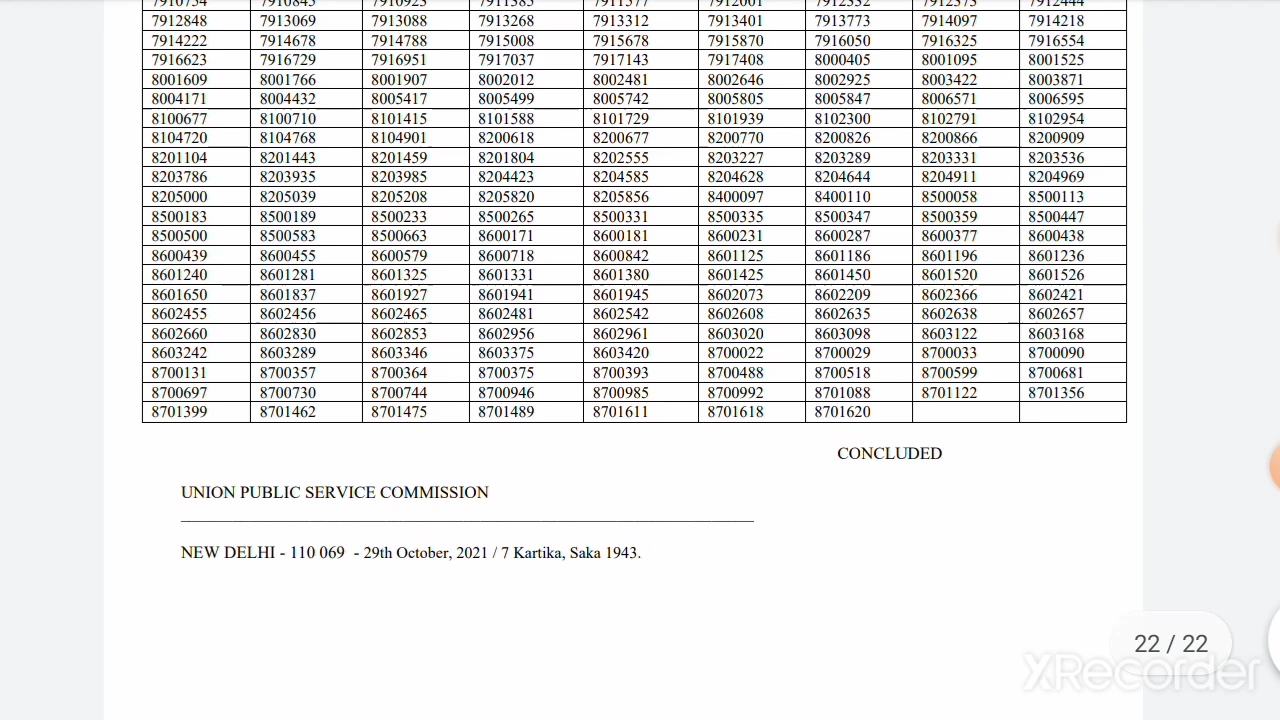 7910754 7910845 7910923 7911385 7911577 7912001 7912332 7912373 7912444
7912848 7913069 7913088 7913268 7913312 7913401 7913773 7914097 7914218
7914222 7914678 7914788 7915008 7915678 7915870 7916050 7916325 7916554
7916623 7916729 7916951 7917037 7917143 7917408 8000405 8001095 8001525
8001609 8001766 8001907 8002012 8002481 8002646 8002925 8003422 8003871
8004171 8004432 8005417 8005499 8005742 8005805 8005847 8006571 8006595
8100677 8100710 8101415 8101588 8101729 8101939 8102300 8102791 8102954
8104720 8104768 8104901 8200618 8200677 8200770 8200826 8200866 8200909
8201104 8201443 8201459 8201804 8202555 8203227 8203289 8203331 8203536
8203786 8203935 8203985 8204423 8204585 8204628 8204644 8204911 8204969
8205000 8205039 8205208 8205820 8205856 8400097 8400110 8500058 8500113
8500183 8500189 8500233 8500265 8500331 8500335 8500347 8500359 8500447
8500500 8500583 8500663 8600171 8600181 8600231 8600287 8600377 8600438
8600439 8600455 8600579 8600718 8600842 8601125 8601186 8601196 8601236
8601240 8601281 8601325 8601331 8601380 8601425 8601450 8601520 8601526
8601650 8601837 8601927 8601941 8601945 8602073 8602209 8602366 8602421
8602455 8602456 8602465 8602481 8602542 8602608 8602635 8602638 8602657
8602660 8602830 8602853 8602956 8602961 8603020 8603098 8603122 8603168
8603242 8603289 8603346 8603375 8603420 8700022 8700029 8700033 8700090
8700131 8700357 8700364 8700375 8700393 8700488 8700518 8700599 8700681
8700697 8700730 8700744 8700946 8700985 8700992 8701088 8701122 8701356
8701399 8701462 8701475 8701489 8701611 8701618 8701620
CONCLUDED
UNION PUBLIC SERVICE COMMISSION
NEW DELHI - 110 069 - 29th October, 2021 / 7 Kartika, Saka 1943.
22 / 22
XRecorder